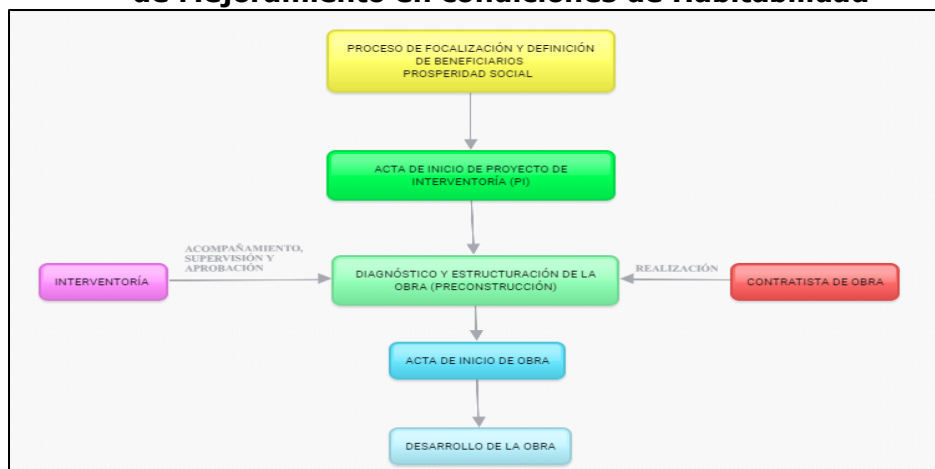 de Mejoramiento en condiciones de Habitabilidad
PROCESO DE FOCALIZACIÓN Y DEFINICIÓN
DE BENEFICIARIOS
PROSPERIDAD SOCIAL
ACTA DE INICIO DE PROYECTO DE
INTERVENTORÍA (PI)
ACOMPAÑAMIENTO,
SUPERVISIÓN Y
APROBACIÓN
INTERVENTORÍA
DIAGNÓSTICO Y ESTRUCTURACIÓN DE LA
OBRA (PRECONSTRUCCIÓN)
REALIZACIÓN
CONTRATISTA DE OBRA
ACTA DE INICIO DE OBRA
DESARROLLO DE LA OBRA